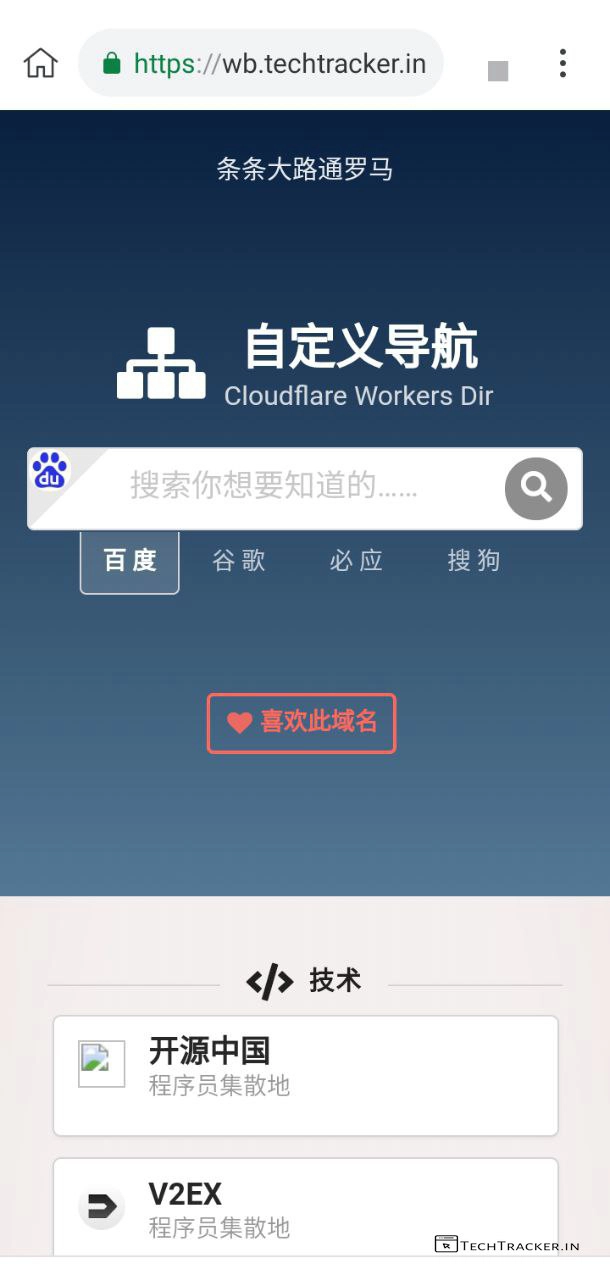 https://wb.techtracker.in
条条大路通罗马
自定义导航
Cloudflare Workers Dir
du
搜索你想要知道的......
百度 谷歌 必应 搜狗
喜欢此域名
</> 技术
开源中国
程序员集散地
V2EX
程序员集散地
TECHTRACKER.IN